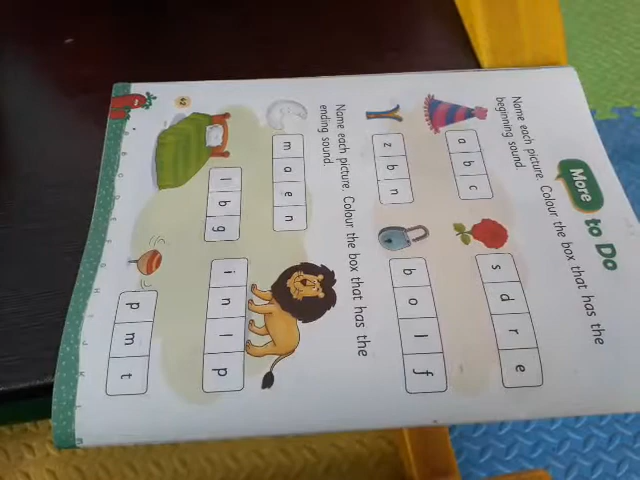 More to Do
Name each picture. Colour the box that has the
beginning sound.
a b c
s d r e
z b n
b o l f
Name each picture. Colour the box that has the
ending sound.
m a e n
i n l p
l b g
p m t
42